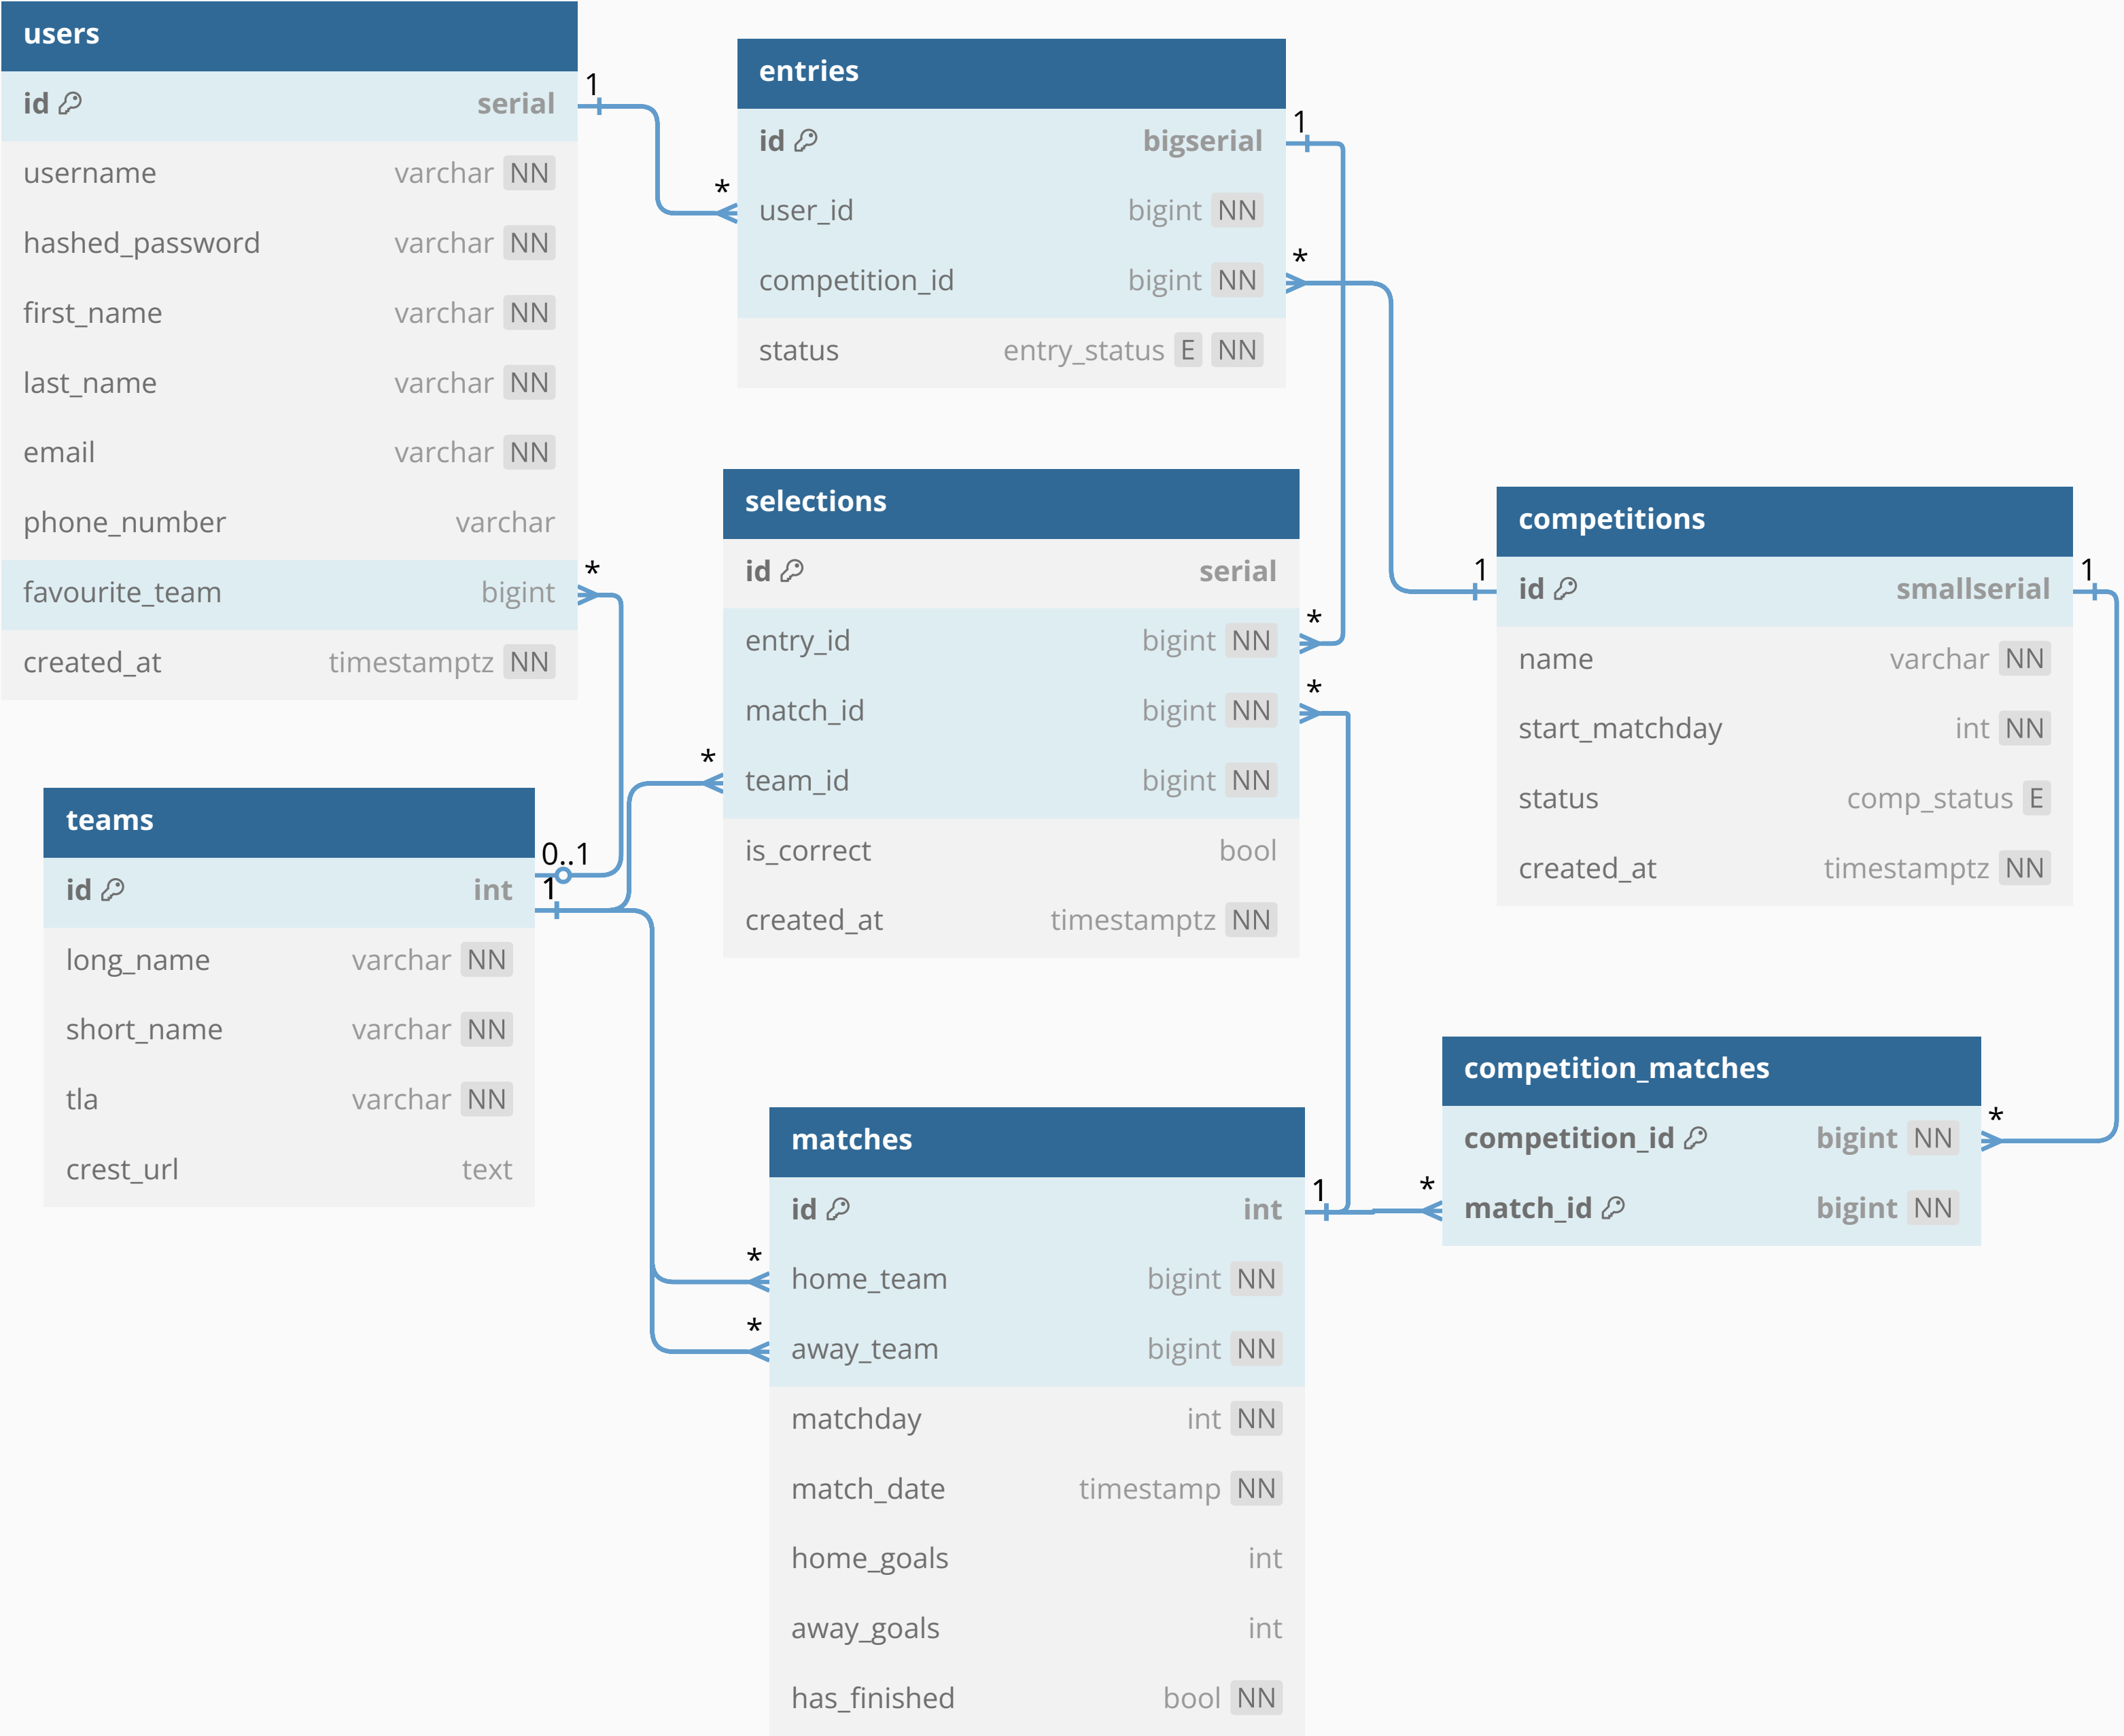 users
id serial
username varchar NN
hashed_password varchar NN
first_name varchar NN
last_name varchar NN
email varchar NN
phone_number varchar
favourite_team bigint
created_at timestamptz NN
1
*
*
entries
id bigserial
user_id bigint NN
competition_id bigint NN
status entry_status E NN
1
*
selections
id serial
entry_id bigint NN
match_id bigint NN
team_id bigint NN
is_correct bool
created_at timestamptz NN
*
*
*
competitions
id smallserial
name varchar NN
start_matchday int NN
status comp_status E
created_at timestamptz NN
1
1
teams
id int
long_name varchar NN
short_name varchar NN
tla varchar NN
crest_url text
0..1
1
matches
id int
home_team bigint NN
away_team bigint NN
matchday int NN
match_date timestamp NN
home_goals int
away_goals int
has_finished bool NN
1
*
*
competition_matches
competition_id bigint NN
match_id bigint NN
*
*